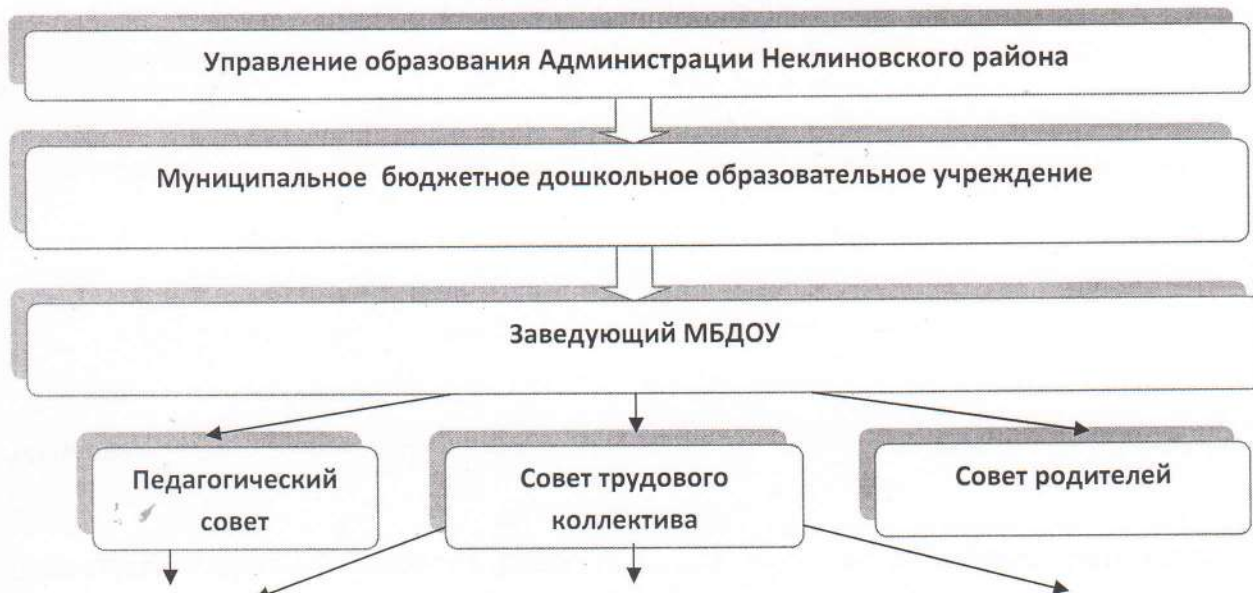 Управление образования Администрации Неклиновского района
Муниципальное бюджетное дошкольное образовательное учреждение
Заведующий МБДОУ
Педагогический
совет
Совет трудового
коллектива
Совет родителей